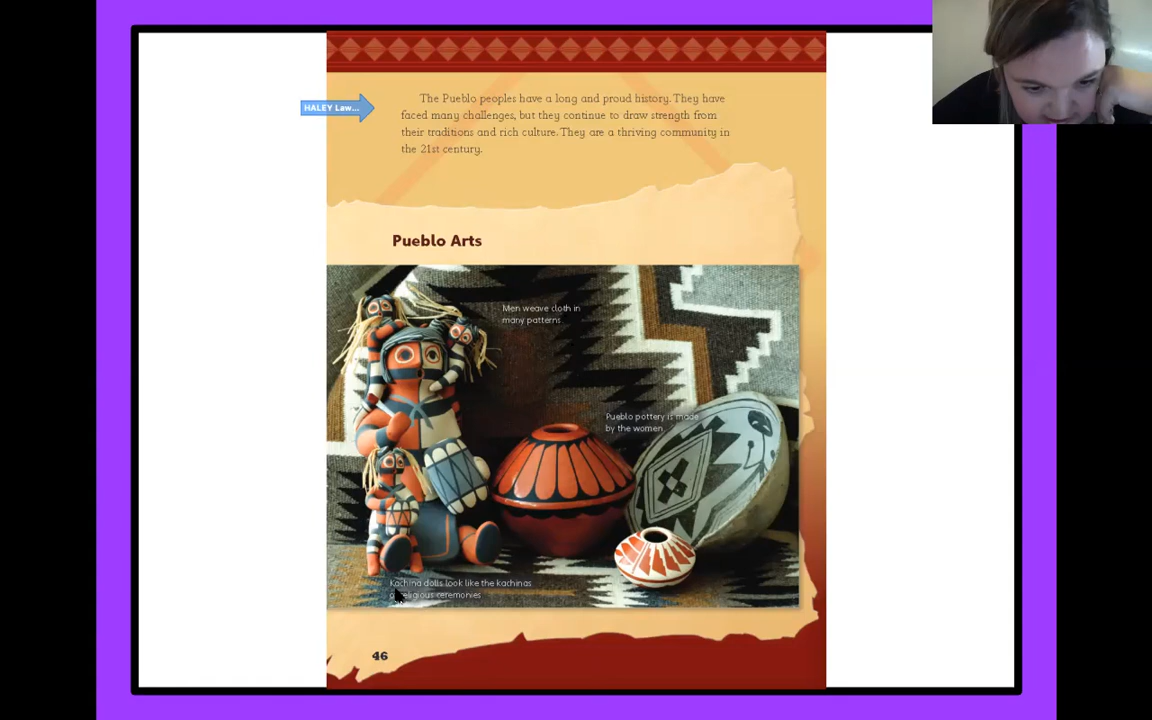 HALEY Law...
The Pueblo peoples have a long and proud history. They have
faced many challenges, but they continue to draw strength from
their traditions and rich culture. They are a thriving community in
the 21st century.
Pueblo Arts
Men weave cloth in
many patterns
Pueblo pottery is made
by the women
Kachina dolls look like the kachinas
religious ceremonies
46